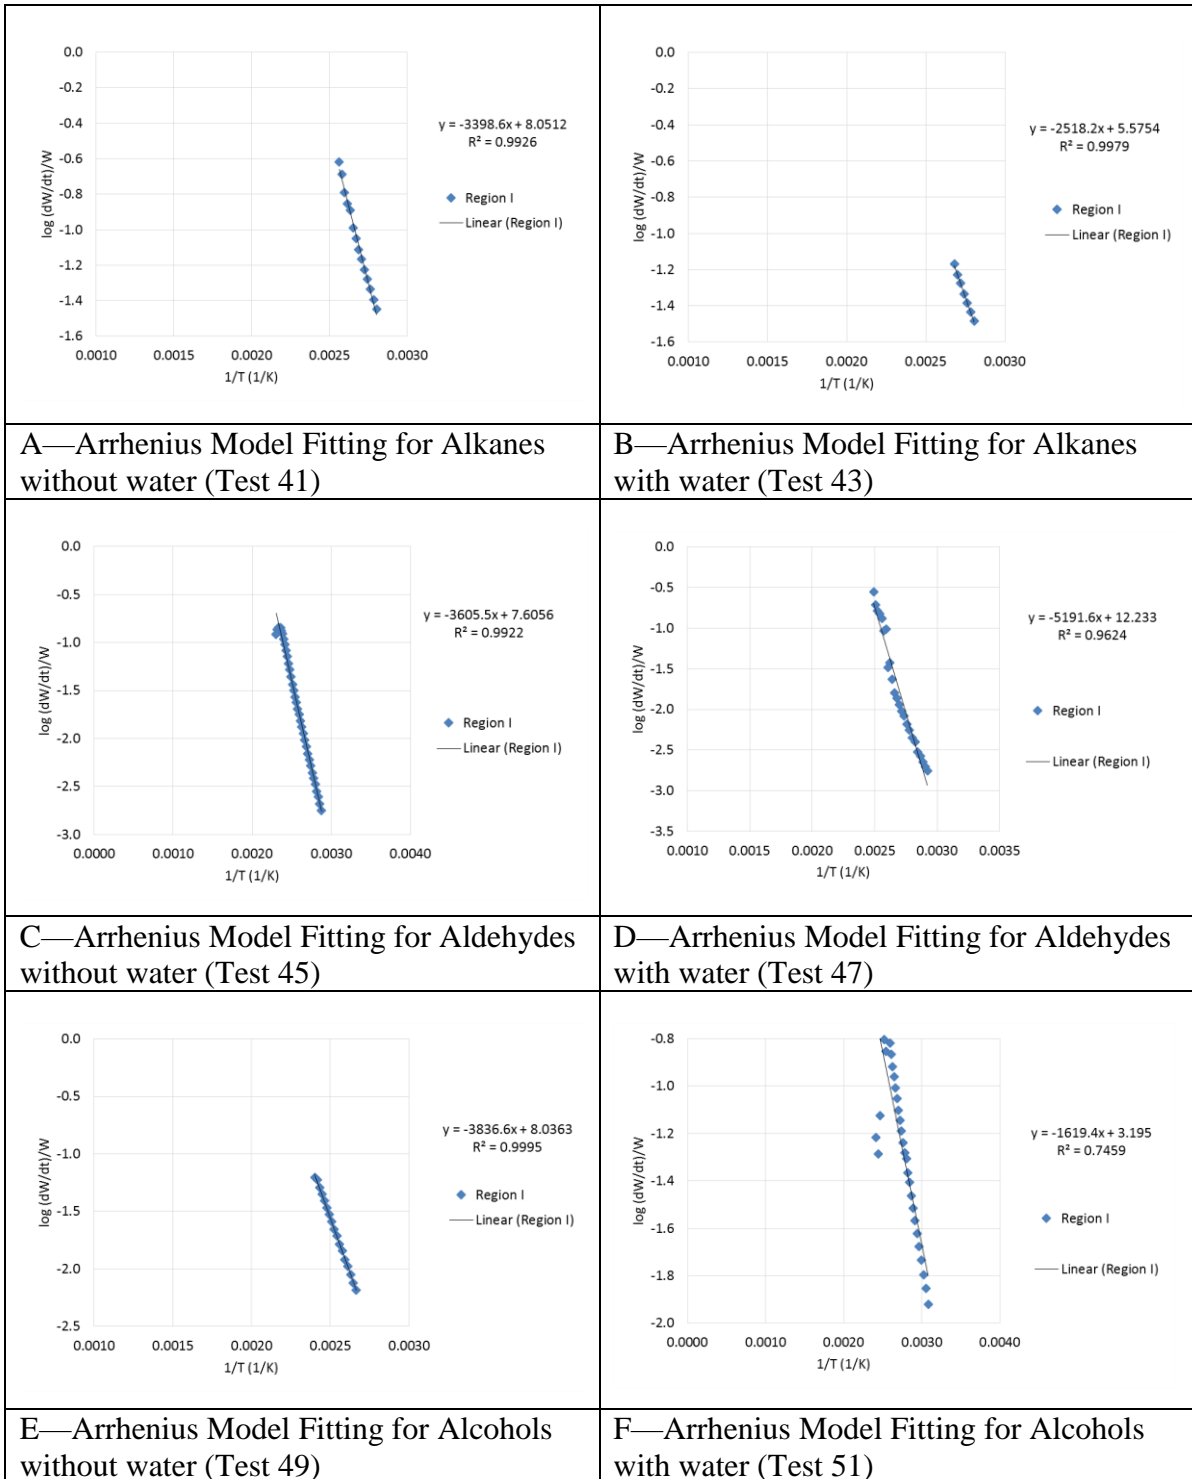 0.0
-0.2
-0.4
-0.6
-0.8
-1.0
-1.2
-1.4
-1.6
log (dW/dt)/W
0.0010 0.0015 0.0020 0.0025 0.0030
1/T (1/K)
y = -3398.6x + 8.0512
R² = 0.9926
Region I
Linear (Region I)
0.0
-0.2
-0.4
-0.6
-0.8
-1.0
-1.2
-1.4
-1.6
log (dW/dt)/W
0.0010 0.0015 0.0020 0.0025 0.0030
1/T (1/K)
y = -2518.2x + 5.5754
R² = 0.9979
Region I
Linear (Region I)
A—Arrhenius Model Fitting for Alkanes
without water (Test 41)
B—Arrhenius Model Fitting for Alkanes
with water (Test 43)
0.0
-0.5
-1.0
-1.5
-2.0
-2.5
-3.0
log (dW/dt)/W
0.0000 0.0010 0.0020 0.0030 0.0040
1/T (1/K)
y = -3605.5x + 7.6056
R² = 0.9922
Region I
Linear (Region I)
0.0
-0.5
-1.0
-1.5
-2.0
-2.5
-3.0
-3.5
log (dW/dt)/W
0.0010 0.0015 0.0020 0.0025 0.0030 0.0035
1/T (1/K)
y = -5191.6x + 12.233
R² = 0.9624
Region I
Linear (Region I)
C—Arrhenius Model Fitting for Aldehydes
without water (Test 45)
D—Arrhenius Model Fitting for Aldehydes
with water (Test 47)
0.0
-0.5
-1.0
-1.5
-2.0
-2.5
log (dW/dt)/W
0.0010 0.0015 0.0020 0.0025 0.0030
1/T (1/K)
y = -3836.6x + 8.0363
R² = 0.9995
Region I
Linear (Region I)
-0.8
-1.0
-1.2
-1.4
-1.6
-1.8
-2.0
log (dW/dt)/W
0.0000 0.0010 0.0020 0.0030 0.0040
1/T (1/K)
y = -1619.4x + 3.195
R² = 0.7459
Region I
Linear (Region I)
E—Arrhenius Model Fitting for Alcohols
without water (Test 49)
F—Arrhenius Model Fitting for Alcohols
with water (Test 51)